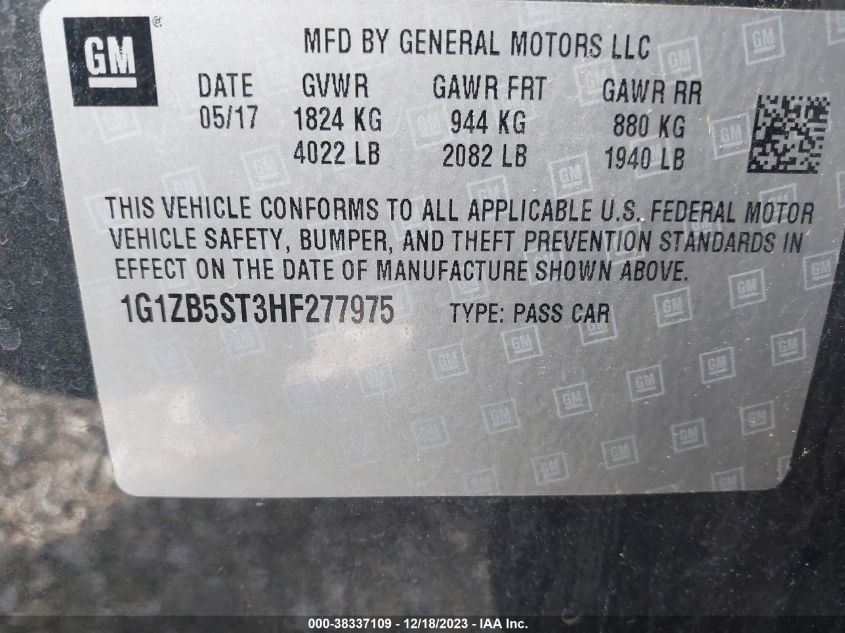 GM
MFD BY GENERAL MOTORS LLC
DATE GVWR GAWR FRT GAWR RR
05/17 1824 KG 944 KG 880 KG
4022 LB 2082 LB 1940 LB
THIS VEHICLE CONFORMS TO ALL APPLICABLE U.S. FEDERAL MOTOR
VEHICLE SAFETY, BUMPER, AND THEFT PREVENTION STANDARDS IN
EFFECT ON THE DATE OF MANUFACTURE SHOWN ABOVE.
1G1ZB5ST3HF277975 TYPE: PASS CAR
000-38337109 - 12/18/2023 - IAA Inc.